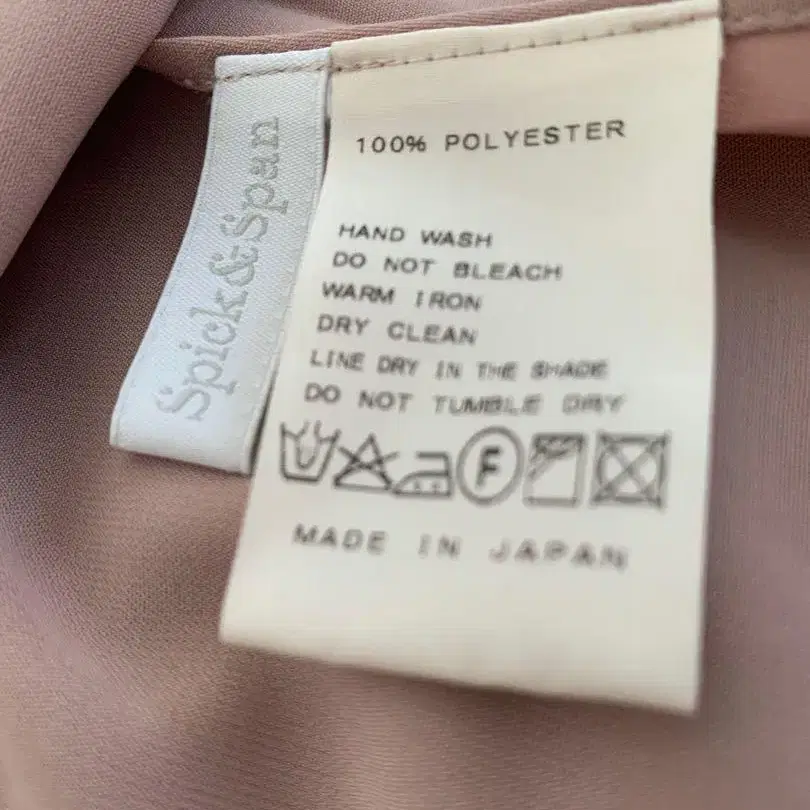 Spick&Span
100% POLYESTER
HAND WASH
DO NOT BLEACH
WARM IRON
DRY CLEAN
LINE DRY IN THE SHADE
DO NOT TUMBLE DRY
F
MADE IN JAPAN